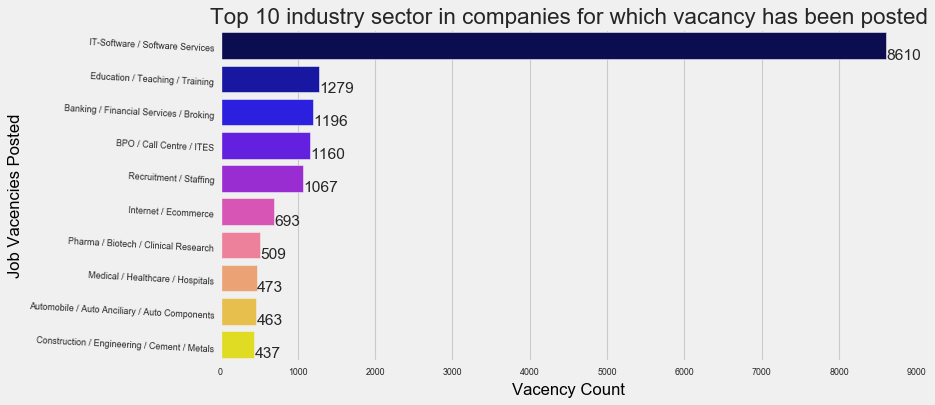 Top 10 industry sector in companies for which vacancy has been posted
Job Vacancies Posted
IT-Software / Software Services
8610
Education / Teaching / Training
1279
Banking / Financial Services / Broking
1196
BPO / Call Centre / ITES
1160
Recruitment / Staffing
1067
Internet / Ecommerce
693
Pharma / Biotech / Clinical Research
509
Medical / Healthcare / Hospitals
473
Automobile / Auto Anciliary / Auto Components
463
Construction / Engineering / Cement / Metals
437
0 1000 2000 3000 4000 5000 6000 7000 8000 9000
Vacency Count